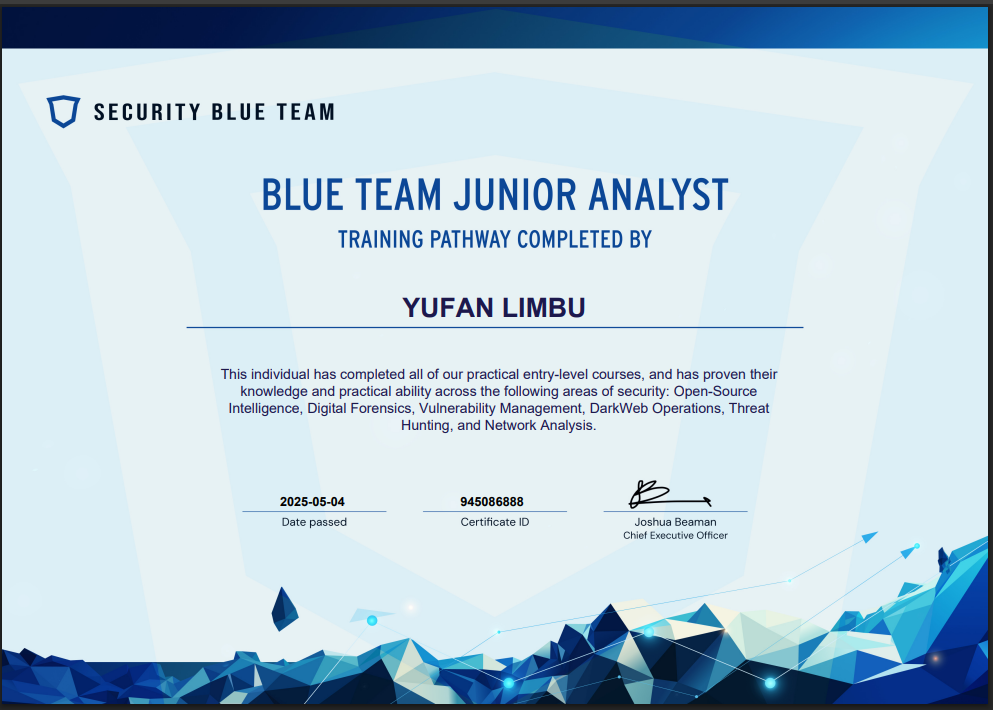 SECURITY BLUE TEAM
BLUE TEAM JUNIOR ANALYST
TRAINING PATHWAY COMPLETED BY
YUFAN LIMBU
This individual has completed all of our practical entry-level courses, and has proven their
knowledge and practical ability across the following areas of security: Open-Source
Intelligence, Digital Forensics, Vulnerability Management, DarkWeb Operations, Threat
Hunting, and Network Analysis.
2025-05-04
Date passed
945086888
Certificate ID
Joshua Beaman
Chief Executive Officer